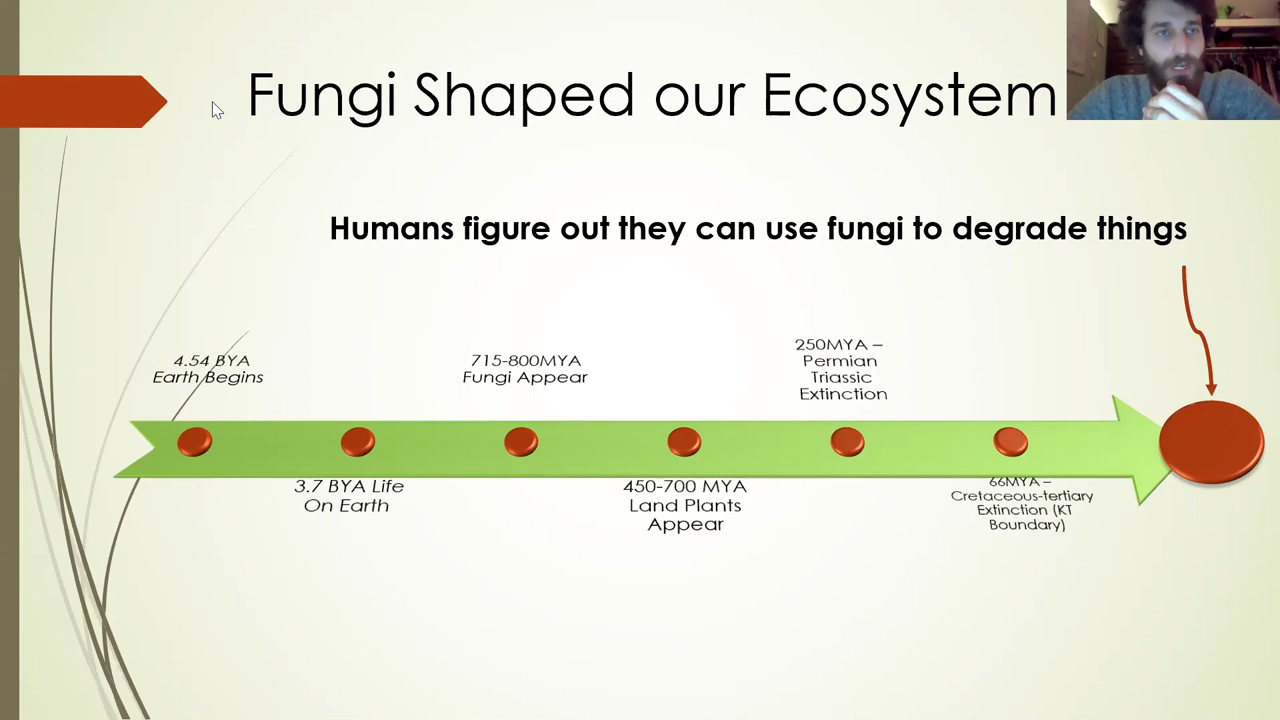 Fungi Shaped our Ecosystem
Humans figure out they can use fungi to degrade things
4.54 BYA
Earth Begins
3.7 BYA Life
On Earth
715-800MYA
Fungi Appear
450-700 MYA
Land Plants
Appear
250MYA –
Permian
Triassic
Extinction
66MYA –
Cretaceous-tertiary
Extinction (KT
Boundary)